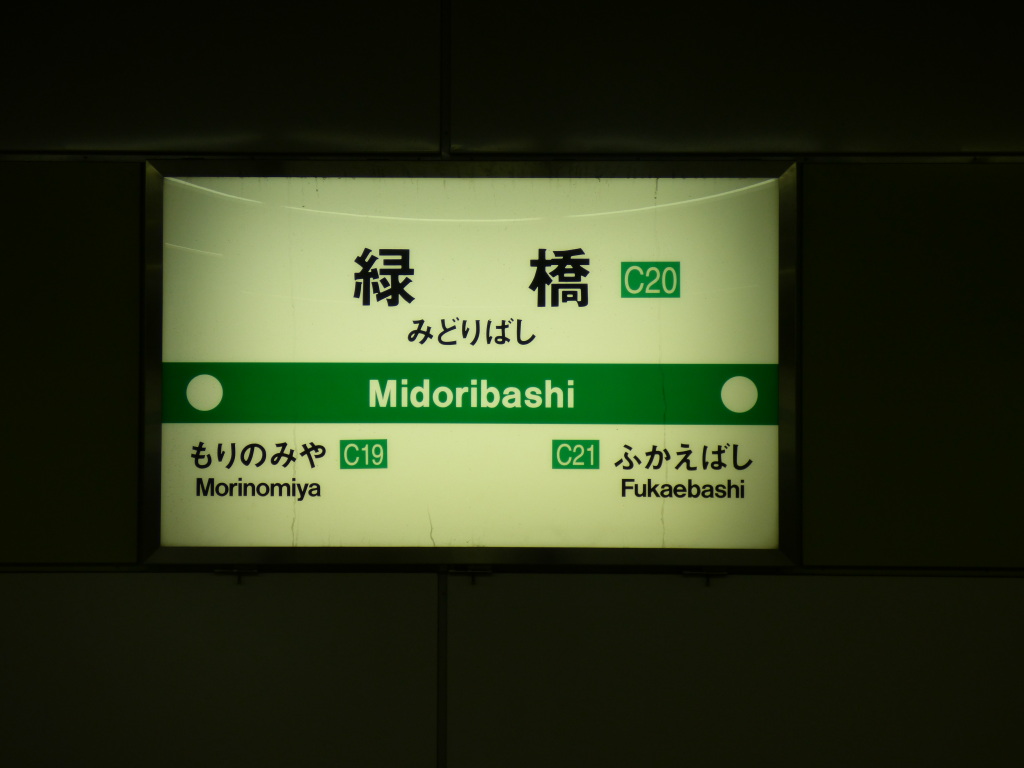 緑 橋 C20
みどりばし
Midoribashi
もりのみや C19 C21 ふかえばし
Morinomiya Fukaebashi